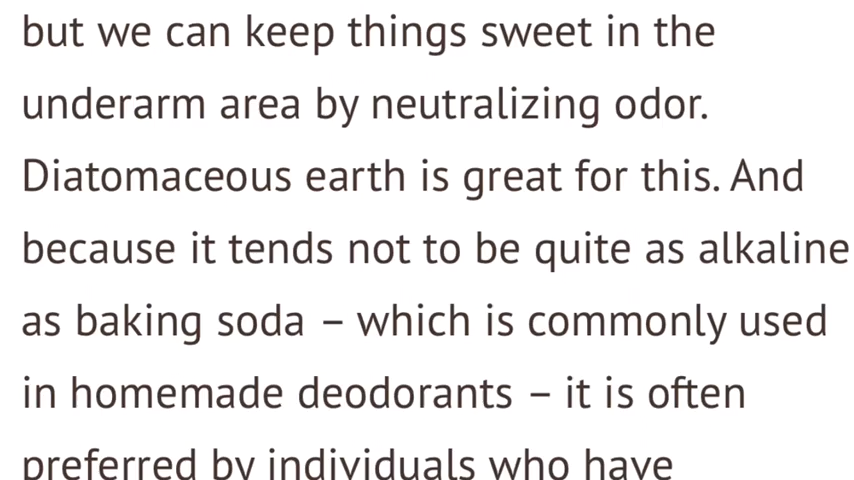 but we can keep things sweet in the
underarm area by neutralizing odor.
Diatomaceous earth is great for this. And
because it tends not to be quite as alkaline
as baking soda – which is commonly used
in homemade deodorants – it is often
preferred by individuals who have